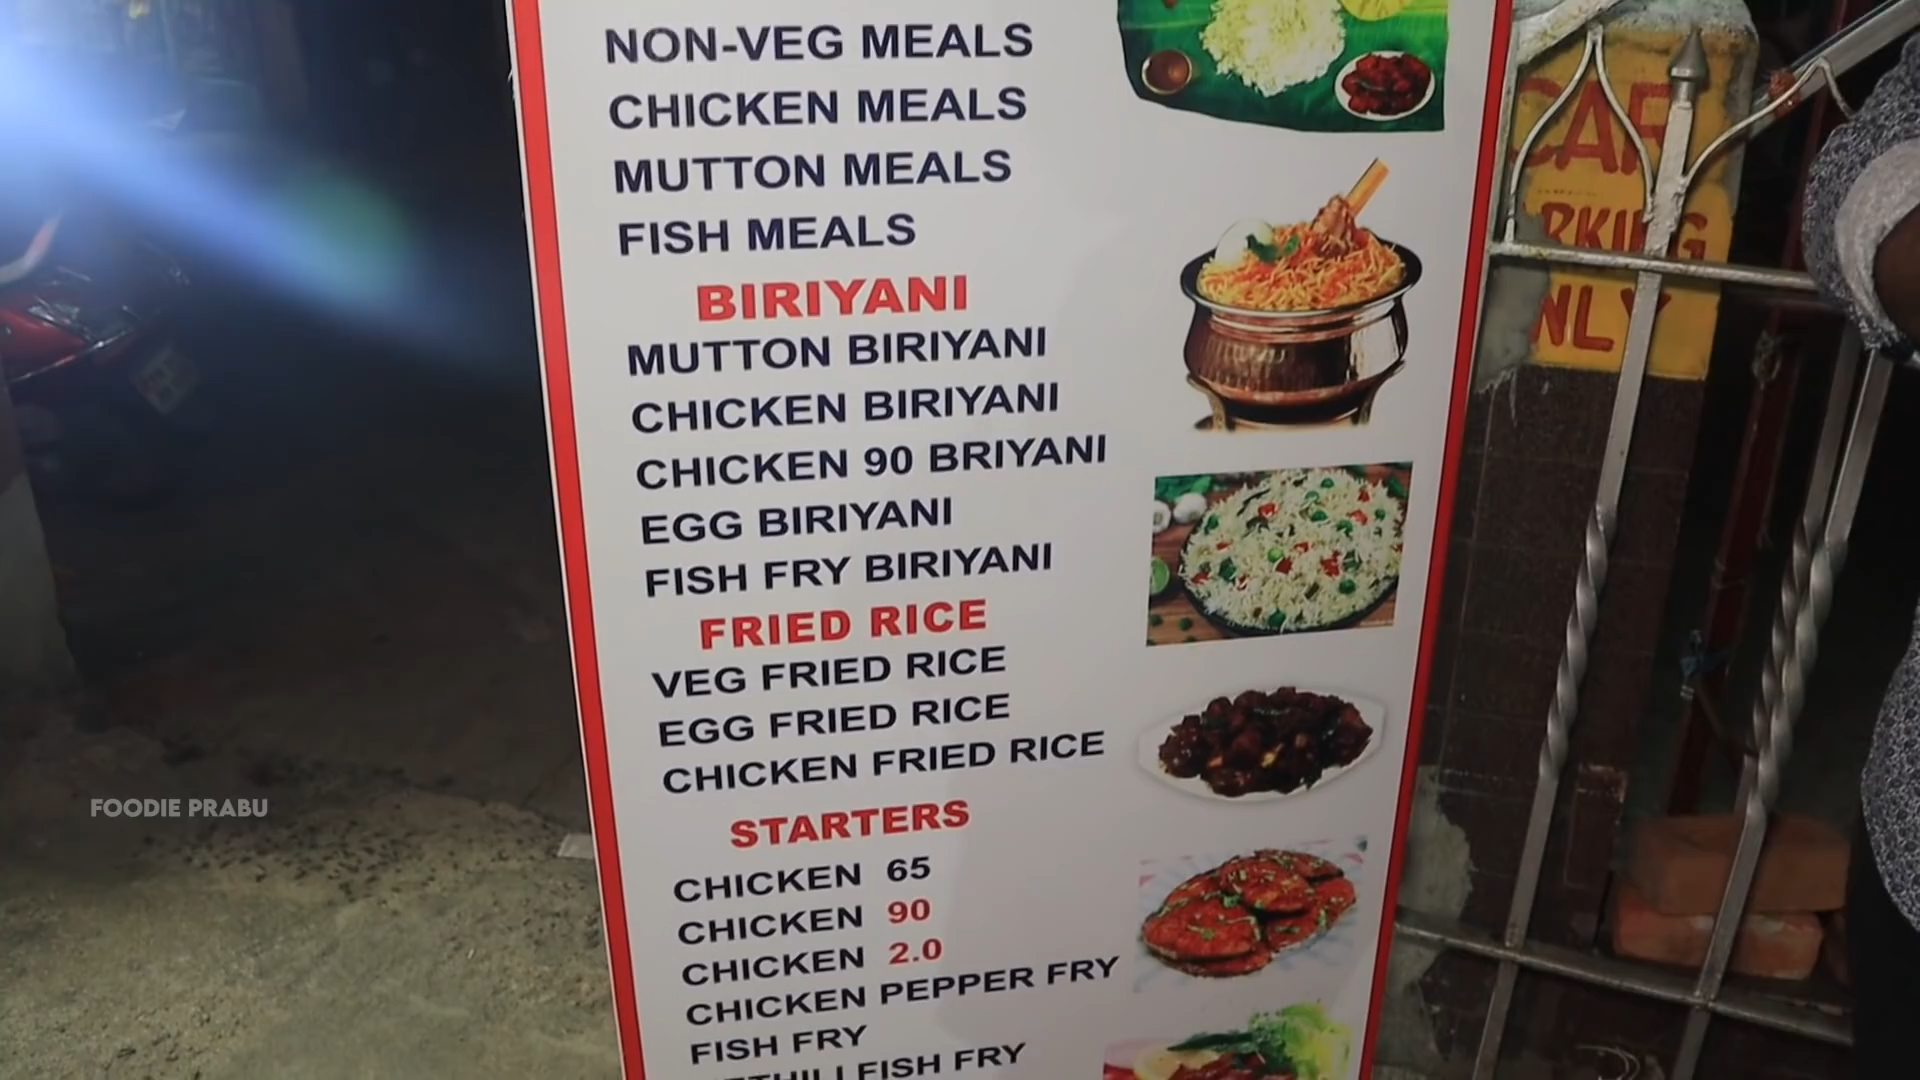 NON-VEG MEALS
CHICKEN MEALS
MUTTON MEALS
FISH MEALS
BIRIYANI
MUTTON BIRIYANI
CHICKEN BIRIYANI
CHICKEN 90 BRIYANI
EGG BIRIYANI
FISH FRY BIRIYANI
FRIED RICE
VEG FRIED RICE
EGG FRIED RICE
CHICKEN FRIED RICE
STARTERS
CHICKEN 65
CHICKEN 90
CHICKEN 2.0
CHICKEN PEPPER FRY
FISH FRY
FISH FRY
CAR
FOODIE PRABU